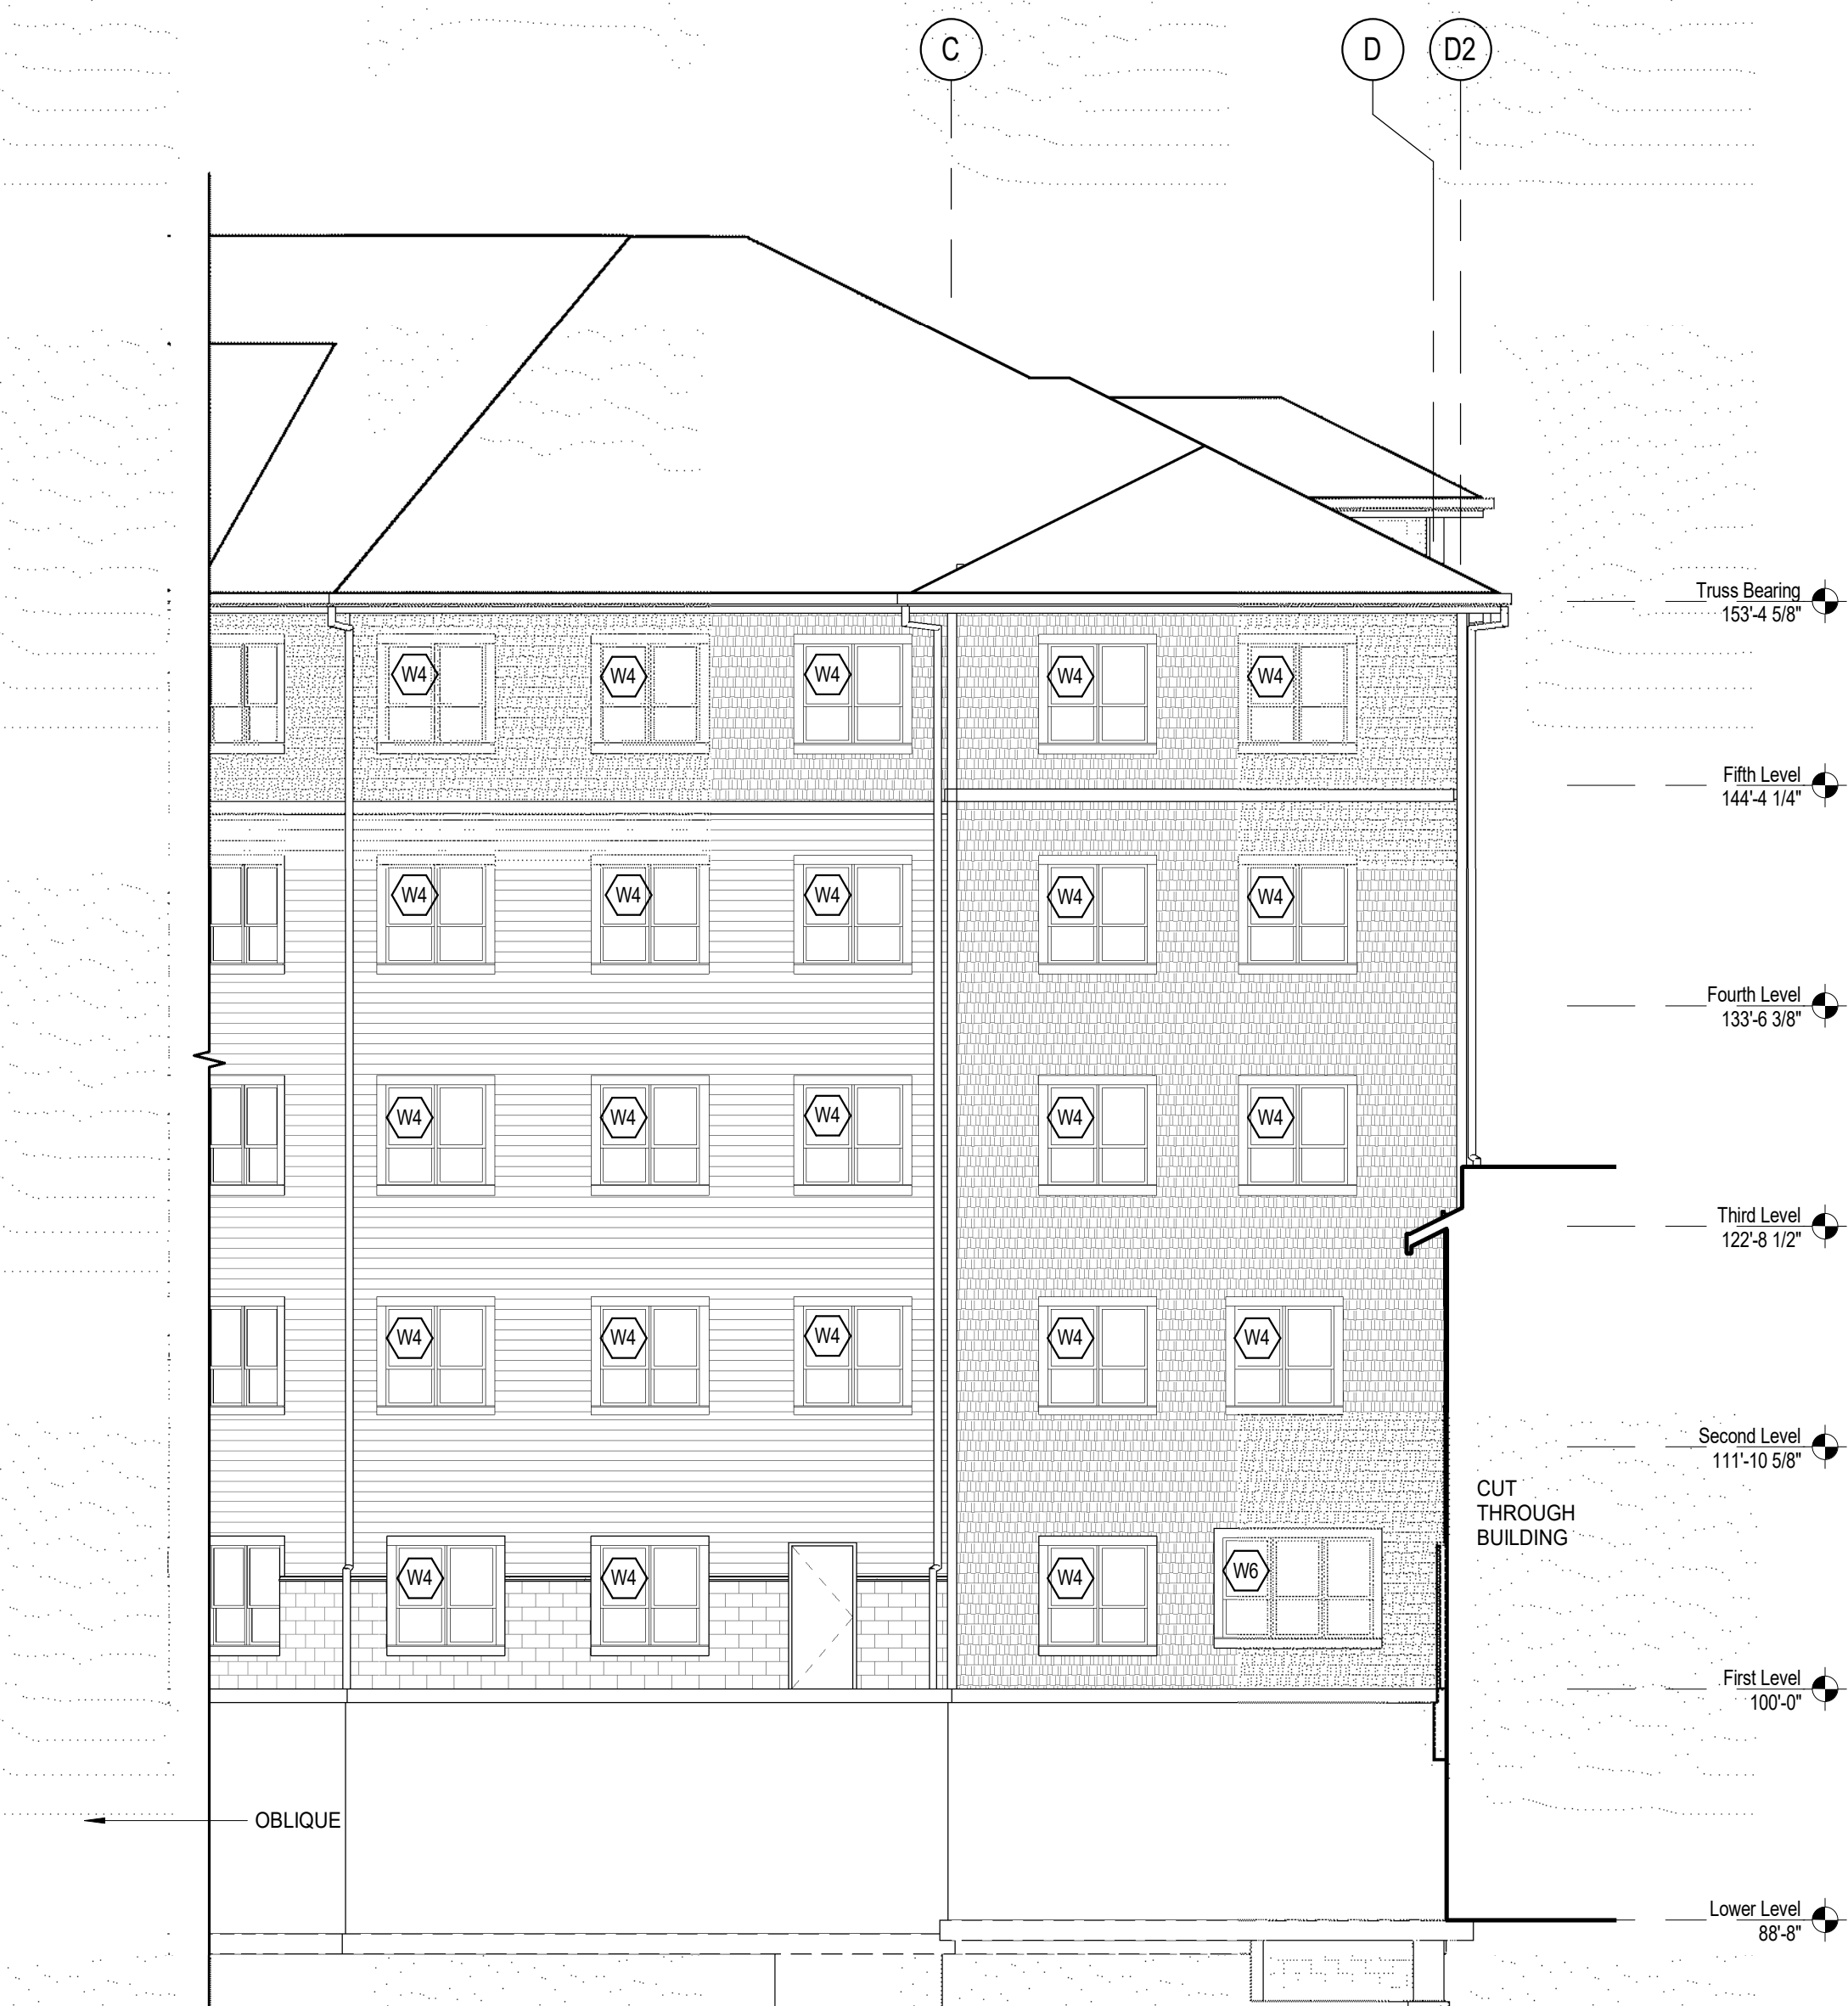 C
D
D2
Truss Bearing
153'-4 5/8"
W4
W4
W4
W4
W4
Fifth Level
144'-4 1/4"
W4
W4
W4
W4
W4
Fourth Level
133'-6 3/8"
W4
W4
W4
W4
W4
Third Level
122'-8 1/2"
W4
W4
W4
W4
W4
Second Level
111'-10 5/8"
CUT
THROUGH
BUILDING
W4
W4
W4
W6
First Level
100'-0"
OBLIQUE
Lower Level
88'-8"